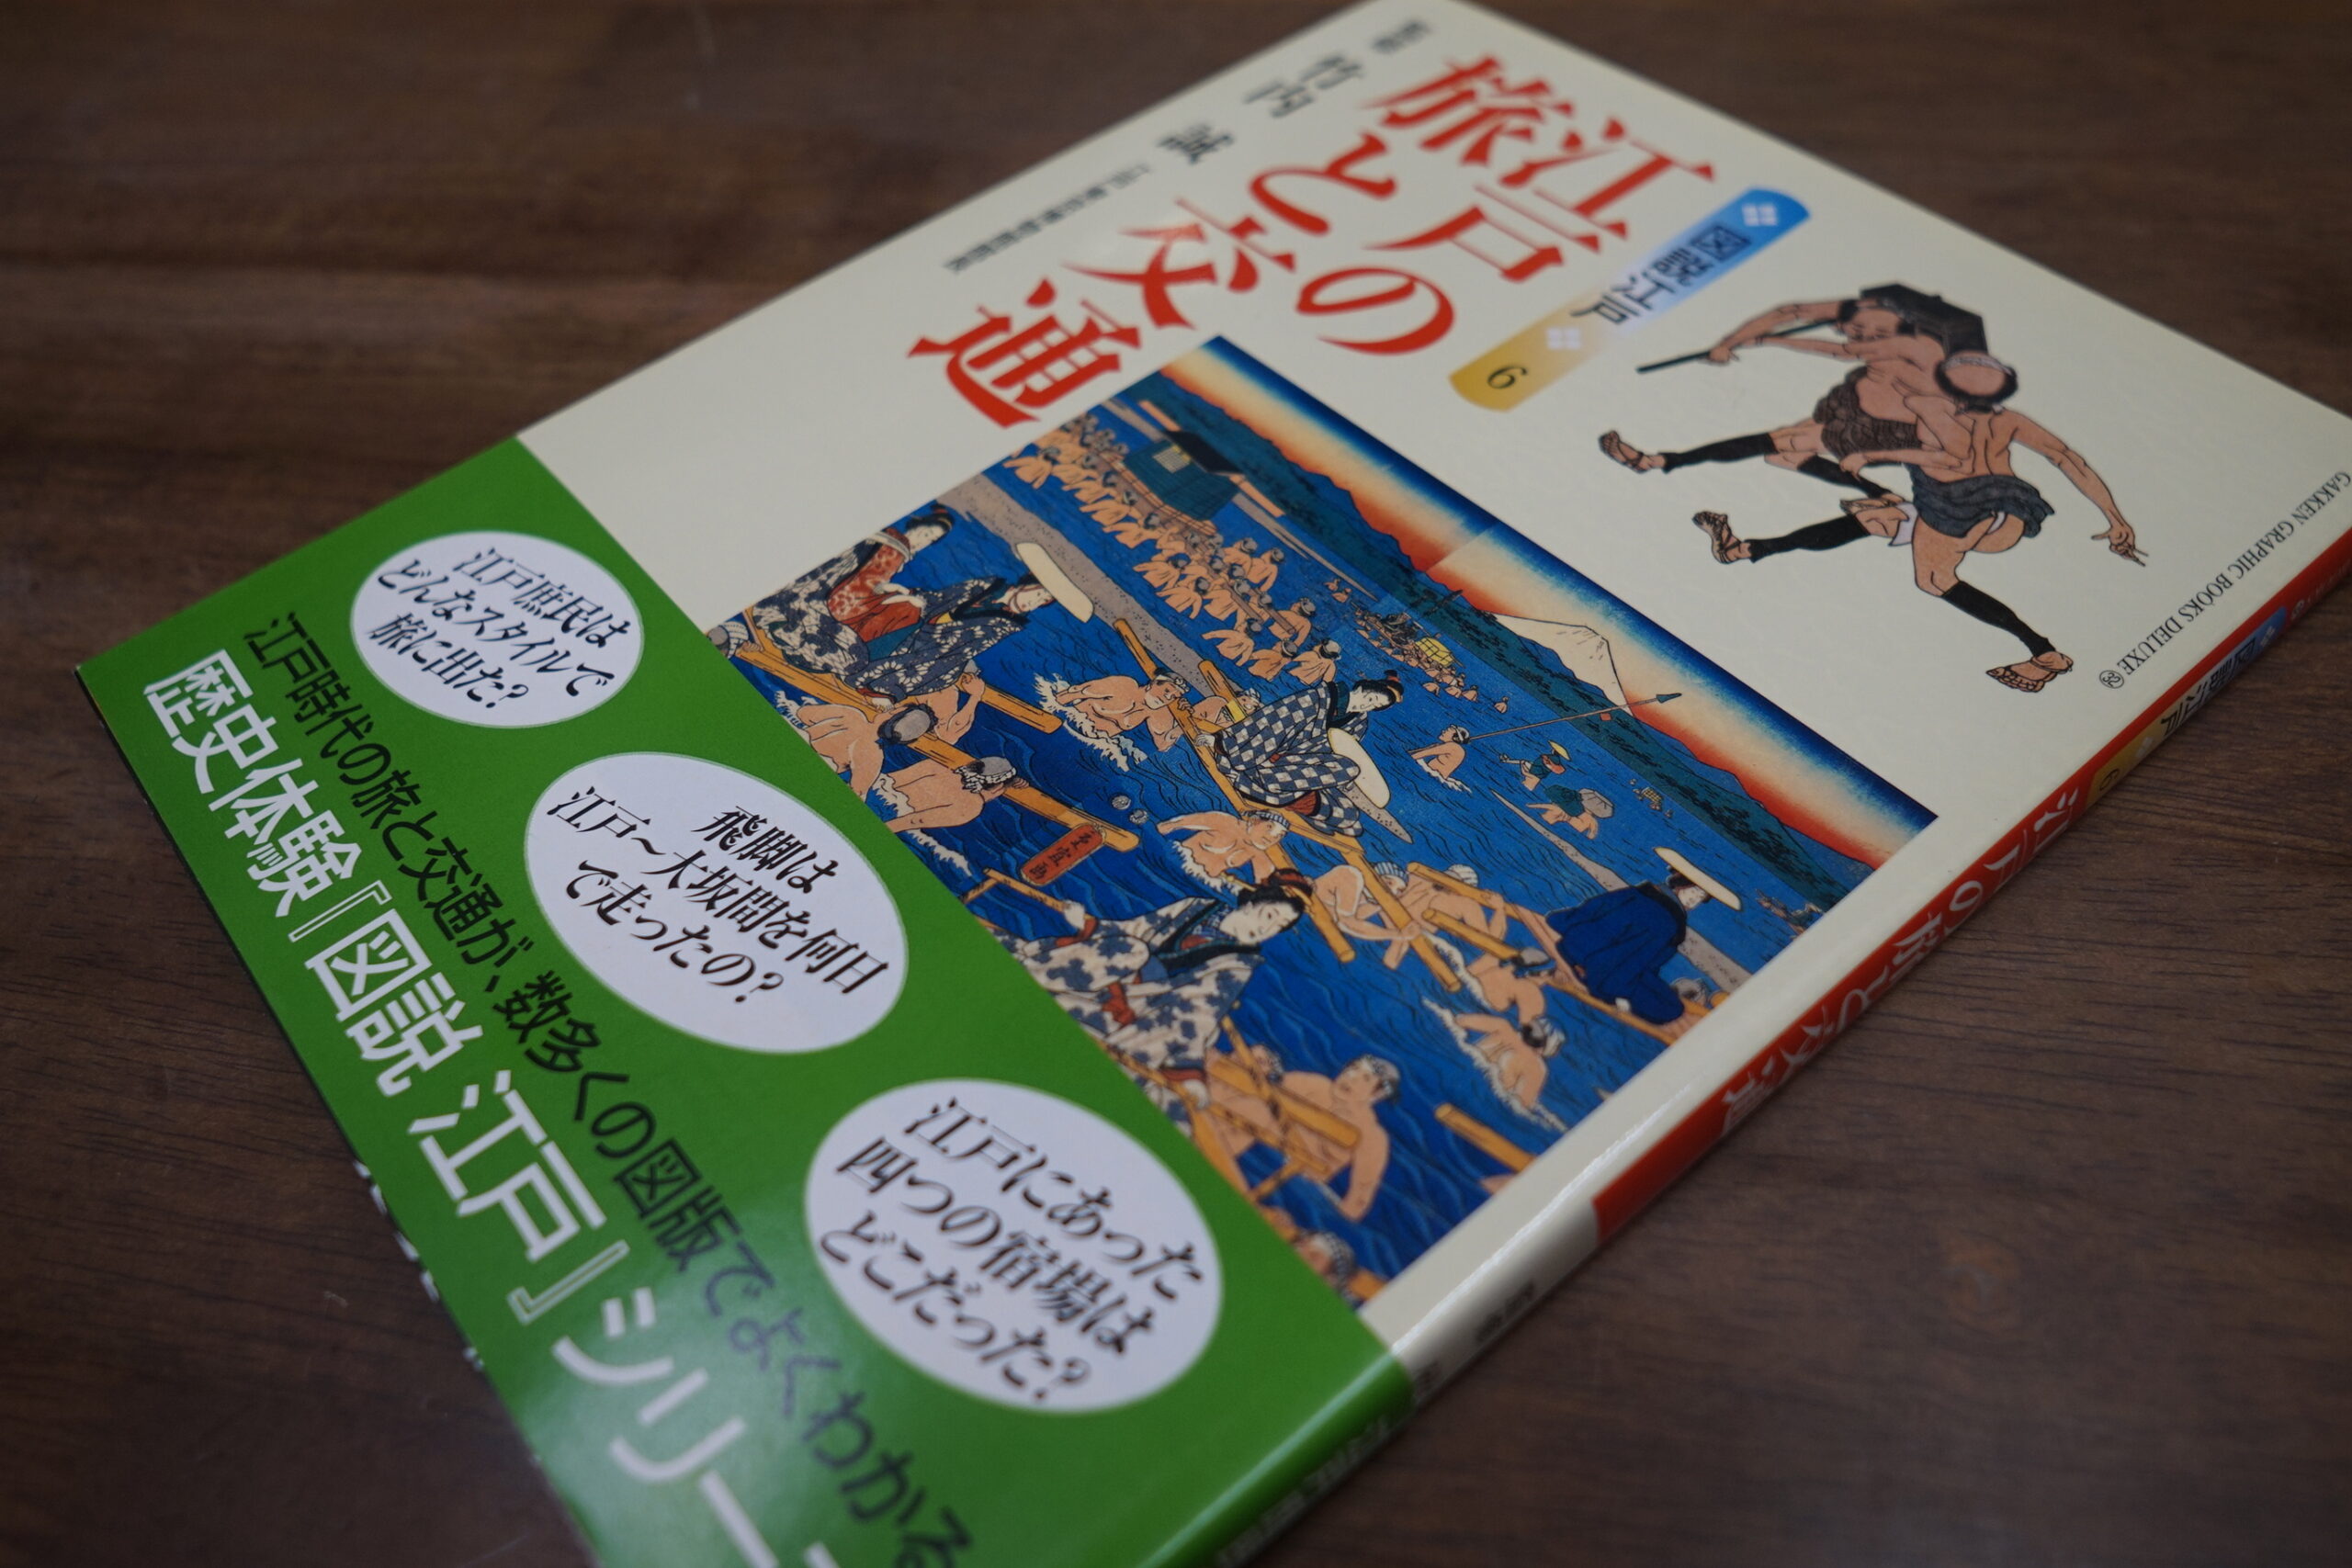 図説江戸
6
江戸の
旅と交通
竹内 誠
GAKKEN GRAPHIC BOOKS DELUXE
江戸庶民は
どんなスタイルで
旅に出た?
飛脚は
江戸〜大坂間を何日
で走ったの?
江戸にあった
四つの宿場は
どこだった?
江戸時代の旅と交通が、数多くの図版でよくわかる
歴史体験『図説 江戸』シリー
図説江戸
6
江戸の旅と交通